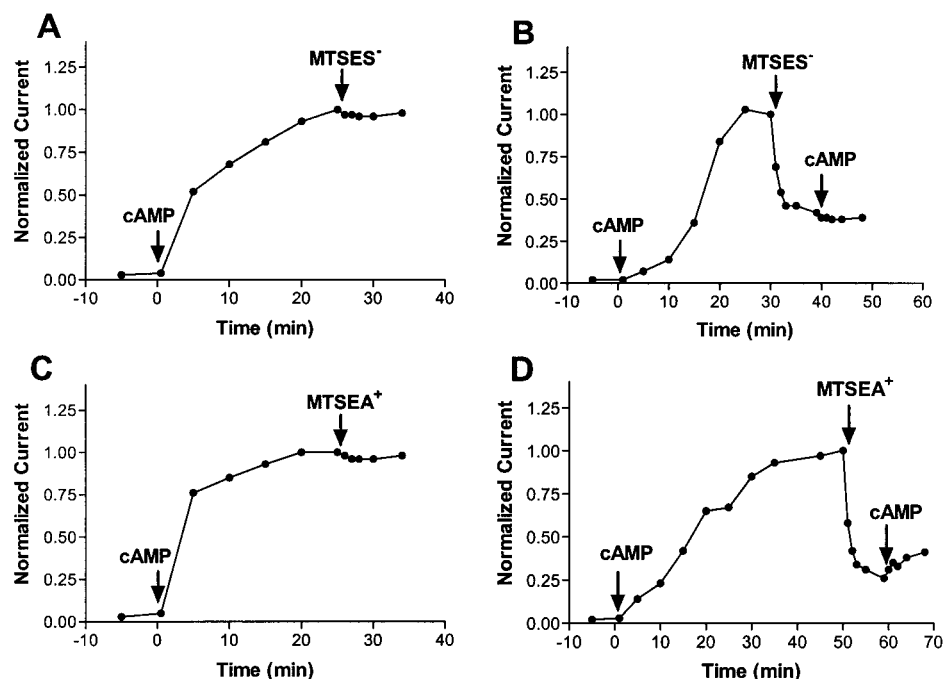 A
MTSES⁻
cAMP
Normalized Current
1.25
1.00
0.75
0.50
0.25
0.00
-10 0 10 20 30 40
Time (min)
B
MTSES⁻
cAMP
cAMP
Normalized Current
1.25
1.00
0.75
0.50
0.25
0.00
-10 0 10 20 30 40 50 60
Time (min)
C
MTSEA⁺
cAMP
Normalized Current
1.25
1.00
0.75
0.50
0.25
0.00
-10 0 10 20 30 40
Time (min)
D
MTSEA⁺
cAMP
cAMP
Normalized Current
1.25
1.00
0.75
0.50
0.25
0.00
-10 0 10 20 30 40 50 60 70
Time (min)